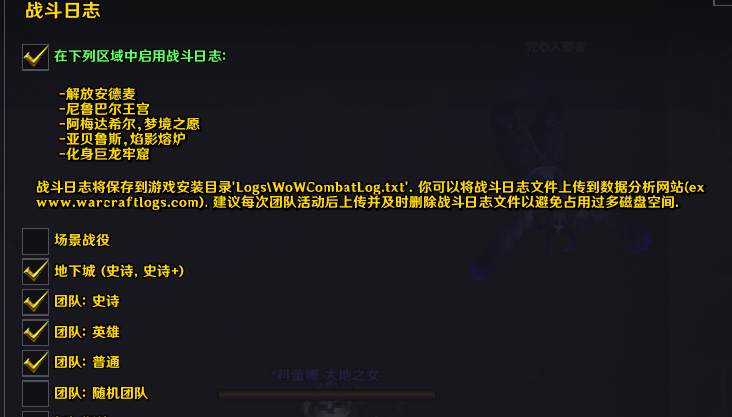 战斗日志
在下列区域中启用战斗日志:
-解放安德麦
-尼鲁巴尔王宫
-阿梅达希尔,梦境之愿
-亚贝鲁斯,焰影熔炉
-化身巨龙牢窟
战斗日志将保存到游戏安装目录'Logs\WoWCombatLog.txt'. 你可以将战斗日志文件上传到数据分析网站(ex
www.warcraftlogs.com). 建议每次团队活动后上传并及时删除战斗日志文件以避免占用过多磁盘空间.
场景战役
地下城 (史诗, 史诗+)
团队: 史诗
团队: 英雄
团队: 普通
团队: 随机团队